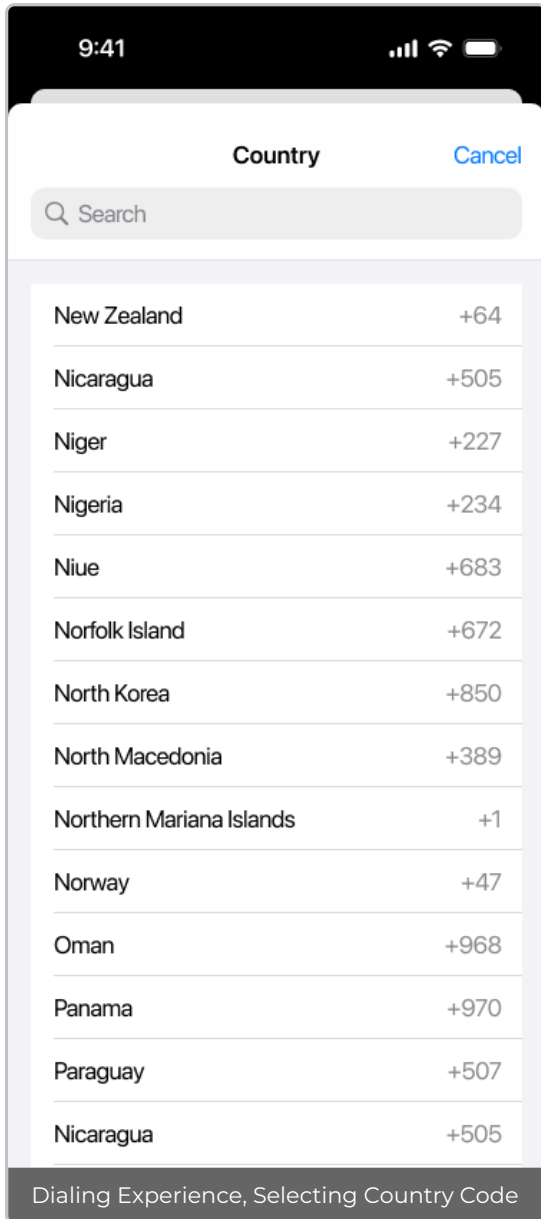 9:41
Country Cancel
Search
New Zealand +64
Nicaragua +505
Niger +227
Nigeria +234
Niue +683
Norfolk Island +672
North Korea +850
North Macedonia +389
Northern Mariana Islands +1
Norway +47
Oman +968
Panama +970
Paraguay +507
Nicaragua +505
Dialing Experience, Selecting Country Code